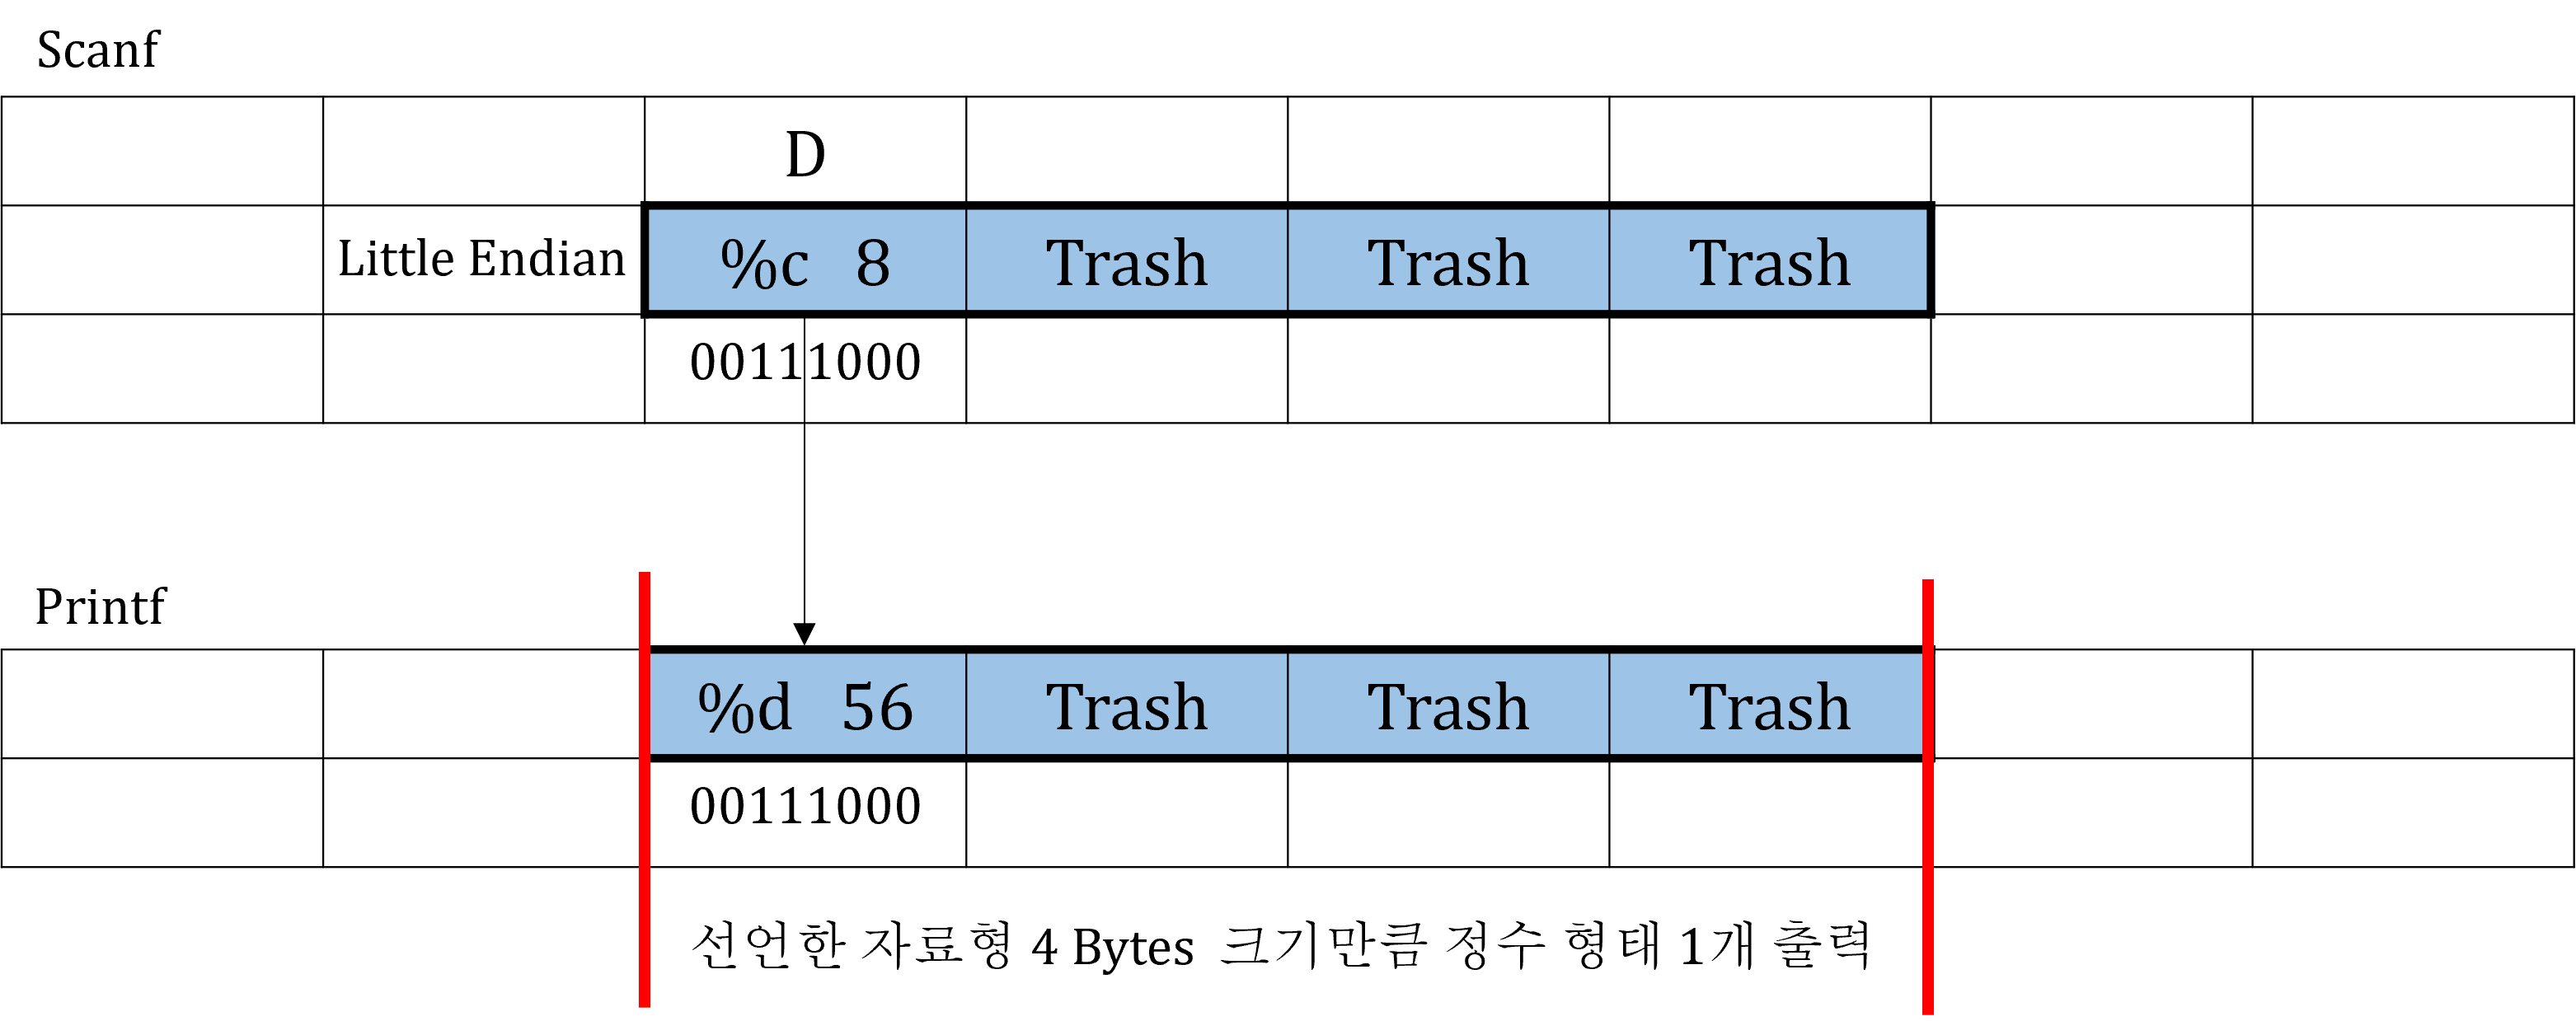 Scanf
D
Little Endian %c 8 Trash Trash Trash
00111000
Printf
%d 56 Trash Trash Trash
00111000
선언한 자료형 4 Bytes 크기만큼 정수 형태 1개 출력